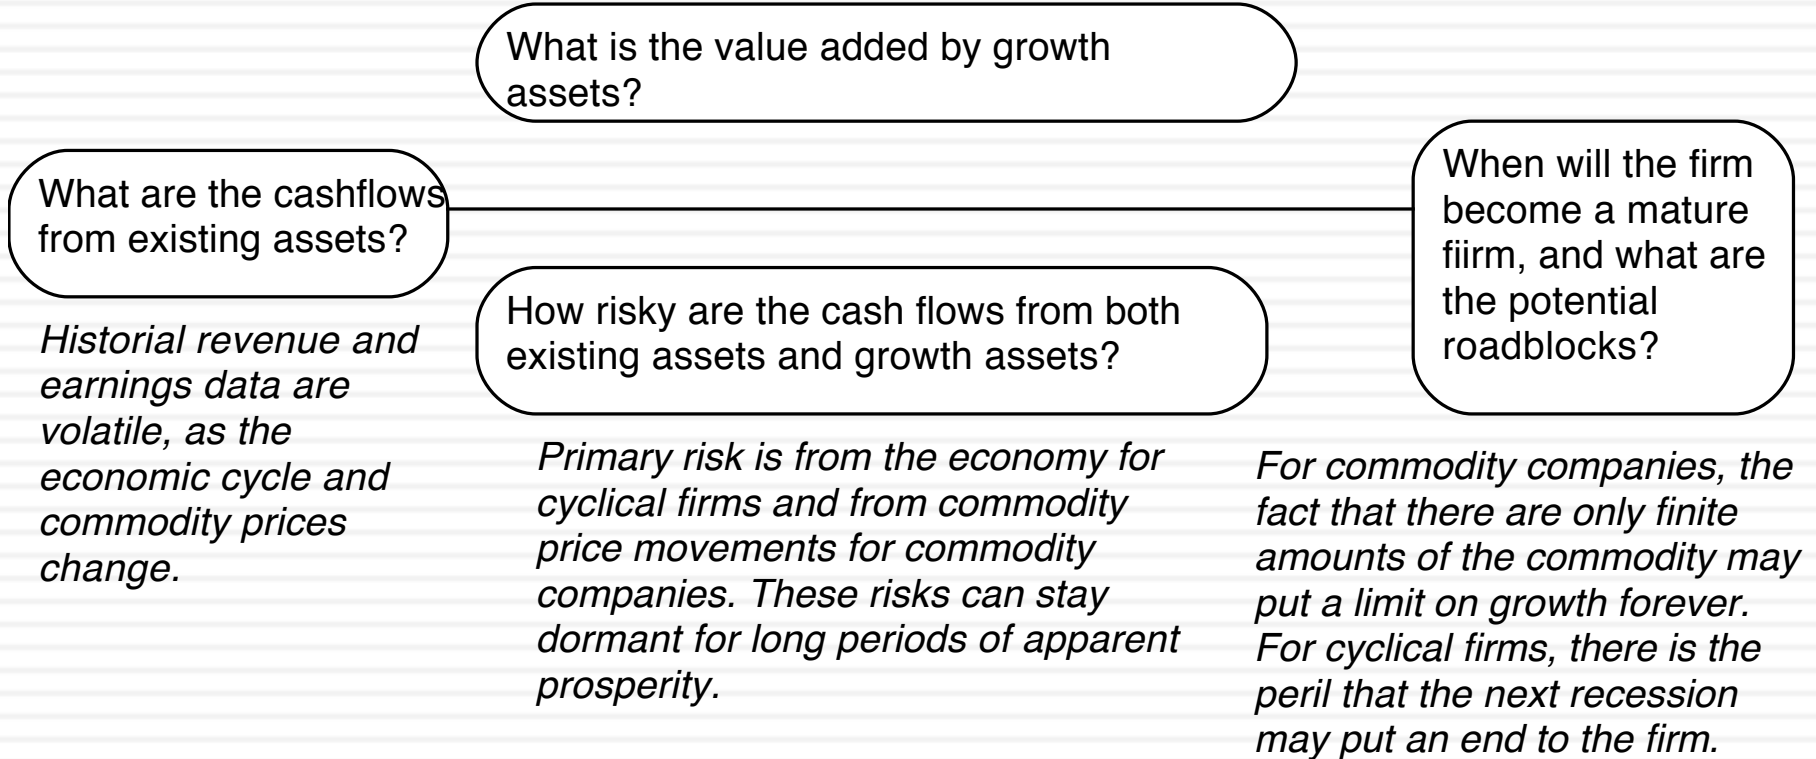 What is the value added by growth
assets?
What are the cashflows
from existing assets?
Historial revenue and
earnings data are
volatile, as the
economic cycle and
commodity prices
change.
How risky are the cash flows from both
existing assets and growth assets?
Primary risk is from the economy for
cyclical firms and from commodity
price movements for commodity
companies. These risks can stay
dormant for long periods of apparent
prosperity.
When will the firm
become a mature
fiirm, and what are
the potential
roadblocks?
For commodity companies, the
fact that there are only finite
amounts of the commodity may
put a limit on growth forever.
For cyclical firms, there is the
peril that the next recession
may put an end to the firm.